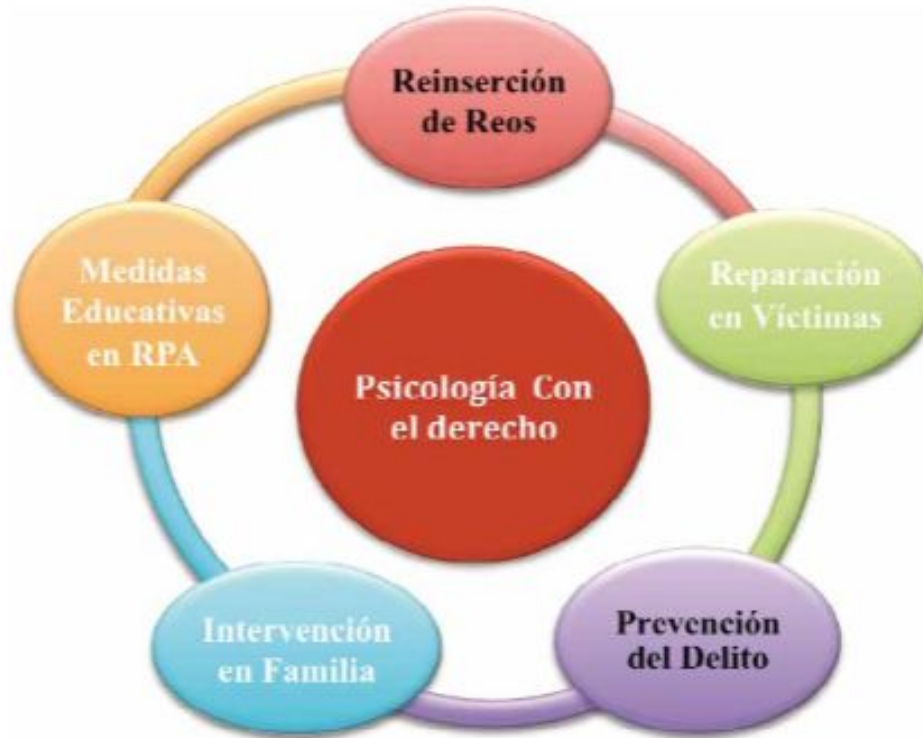 Reinserción
de Reos
Reparación
en Víctimas
Prevención
del Delito
Intervención
en Familia
Medidas
Educativas
en RPA
Psicología Con
el derecho